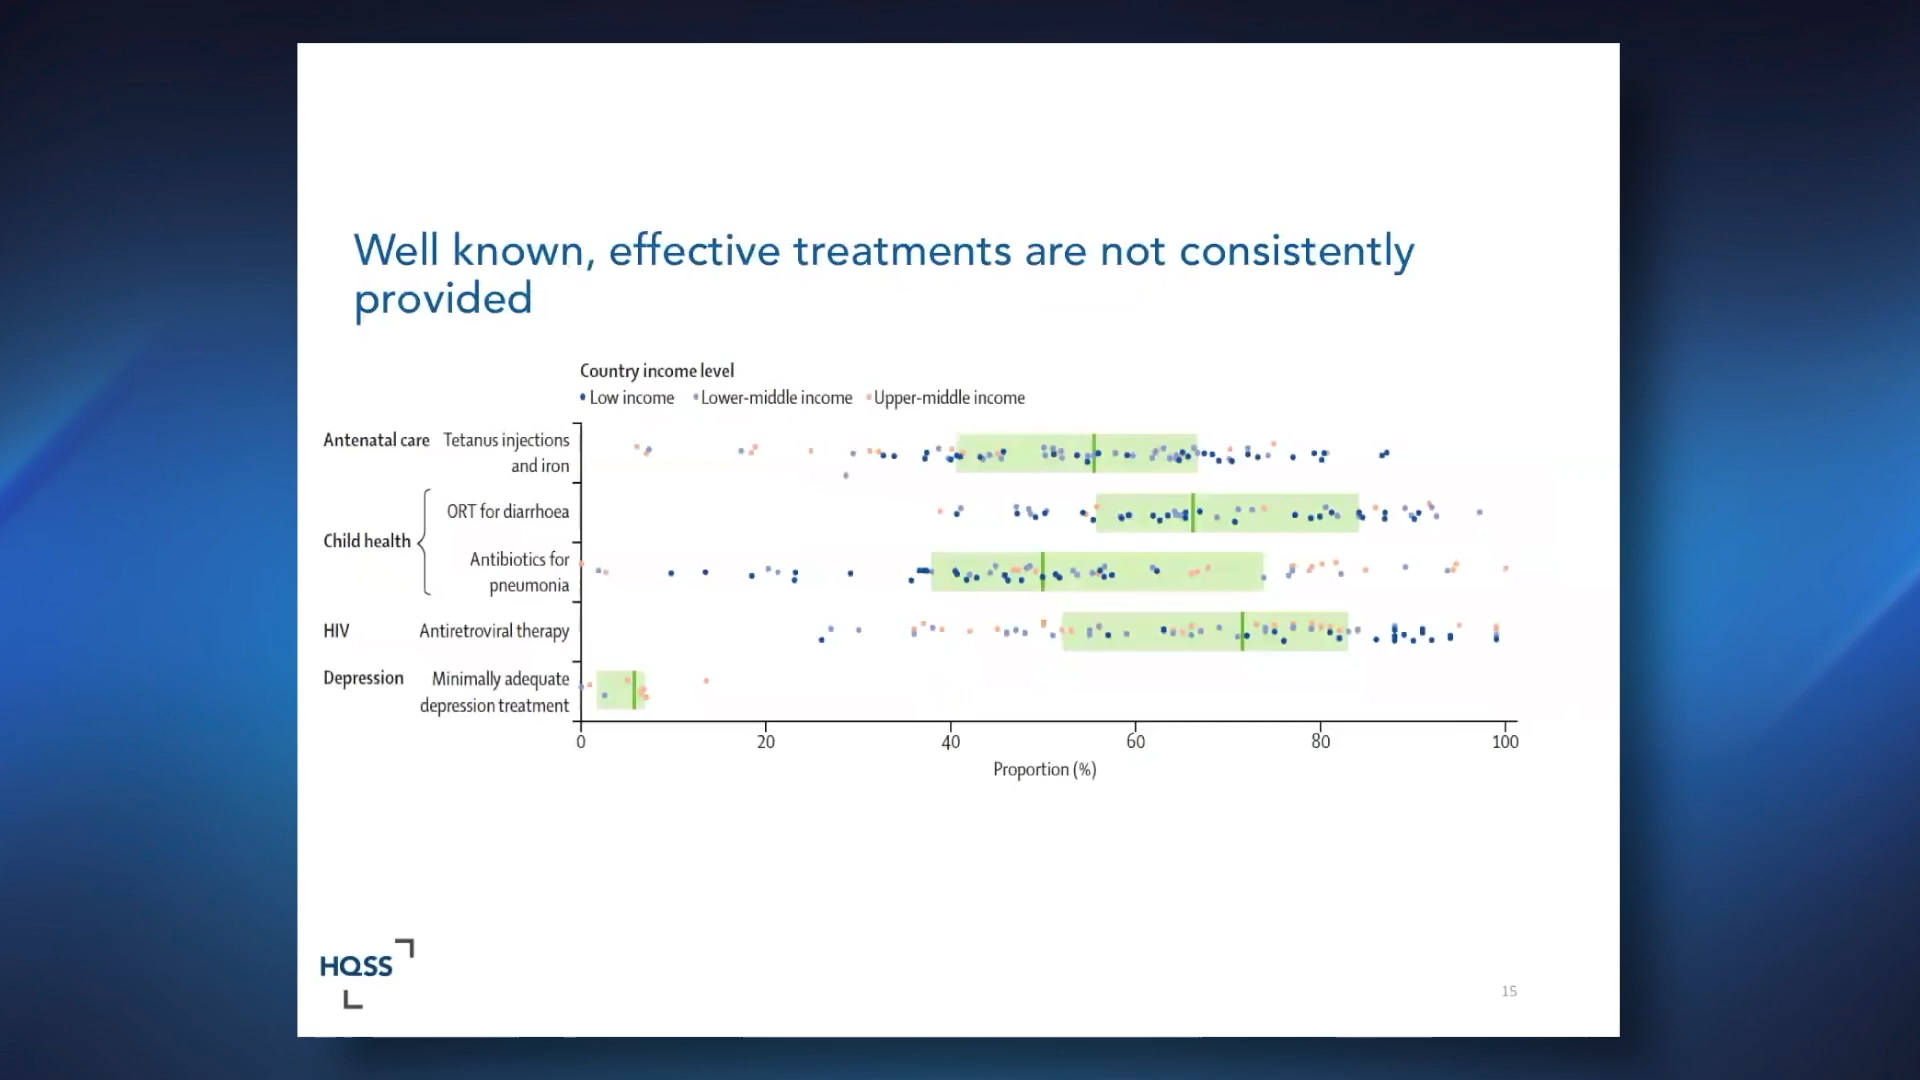 Well known, effective treatments are not consistently
provided
Country income level
Low income Lower-middle income Upper-middle income
Antenatal care Tetanus injections
and iron
ORT for diarrhoea
Child health
Antibiotics for
pneumonia
HIV Antiretroviral therapy
Depression Minimally adequate
depression treatment
0 20 40 60 80 100
Proportion (%)
HQSS
15